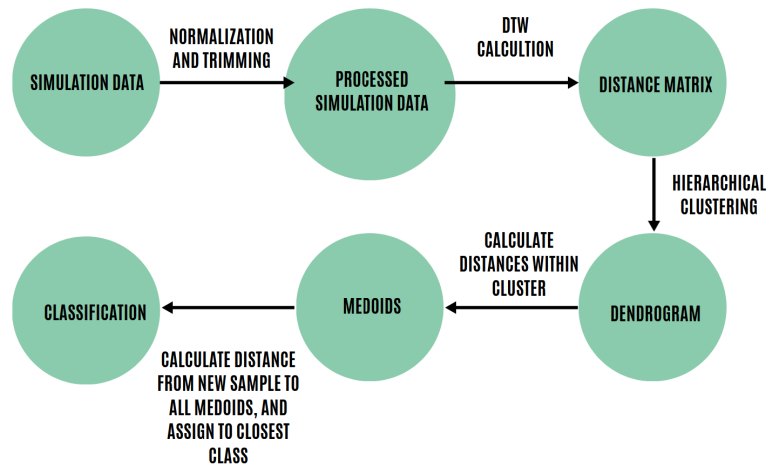 SIMULATION DATA
NORMALIZATION
AND TRIMMING
PROCESSED
SIMULATION DATA
DTW
CALCULTION
DISTANCE MATRIX
HIERARCHICAL
CLUSTERING
DENDROGRAM
CALCULATE
DISTANCES WITHIN
CLUSTER
MEDOIDS
CALCULATE DISTANCE
FROM NEW SAMPLE TO
ALL MEDOIDS, AND
ASSIGN TO CLOSEST
CLASS
CLASSIFICATION